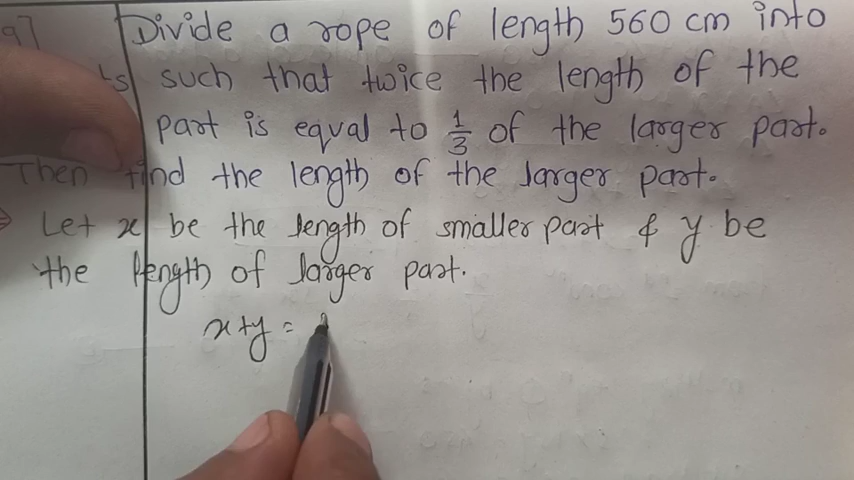 9] Divide a rope of length 560 cm into
such that twice the length of the
part is equal to 1/3 of the larger part.
Then find the length of the larger part.
⇒ Let x be the length of smaller part & y be
the length of larger part.
x+y =